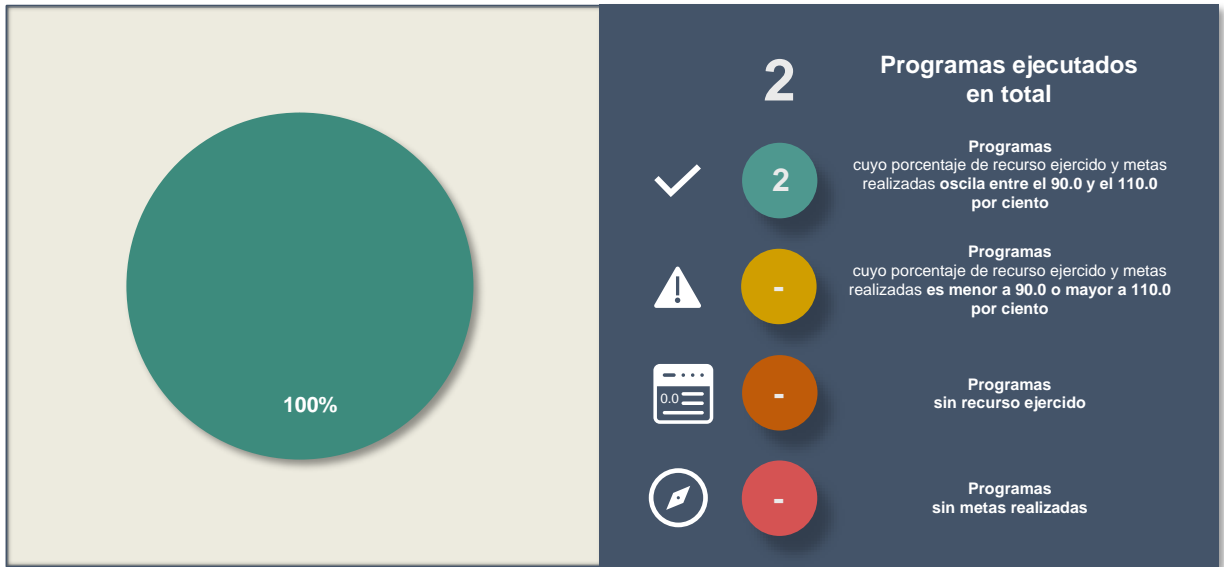 100%
2
Programas ejecutados
en total
2
Programas
cuyo porcentaje de recurso ejercido y metas
realizadas oscila entre el 90.0 y el 110.0
por ciento
-
Programas
cuyo porcentaje de recurso ejercido y metas
realizadas es menor a 90.0 o mayor a 110.0
por ciento
0.0
-
Programas
sin recurso ejercido
-
Programas
sin metas realizadas